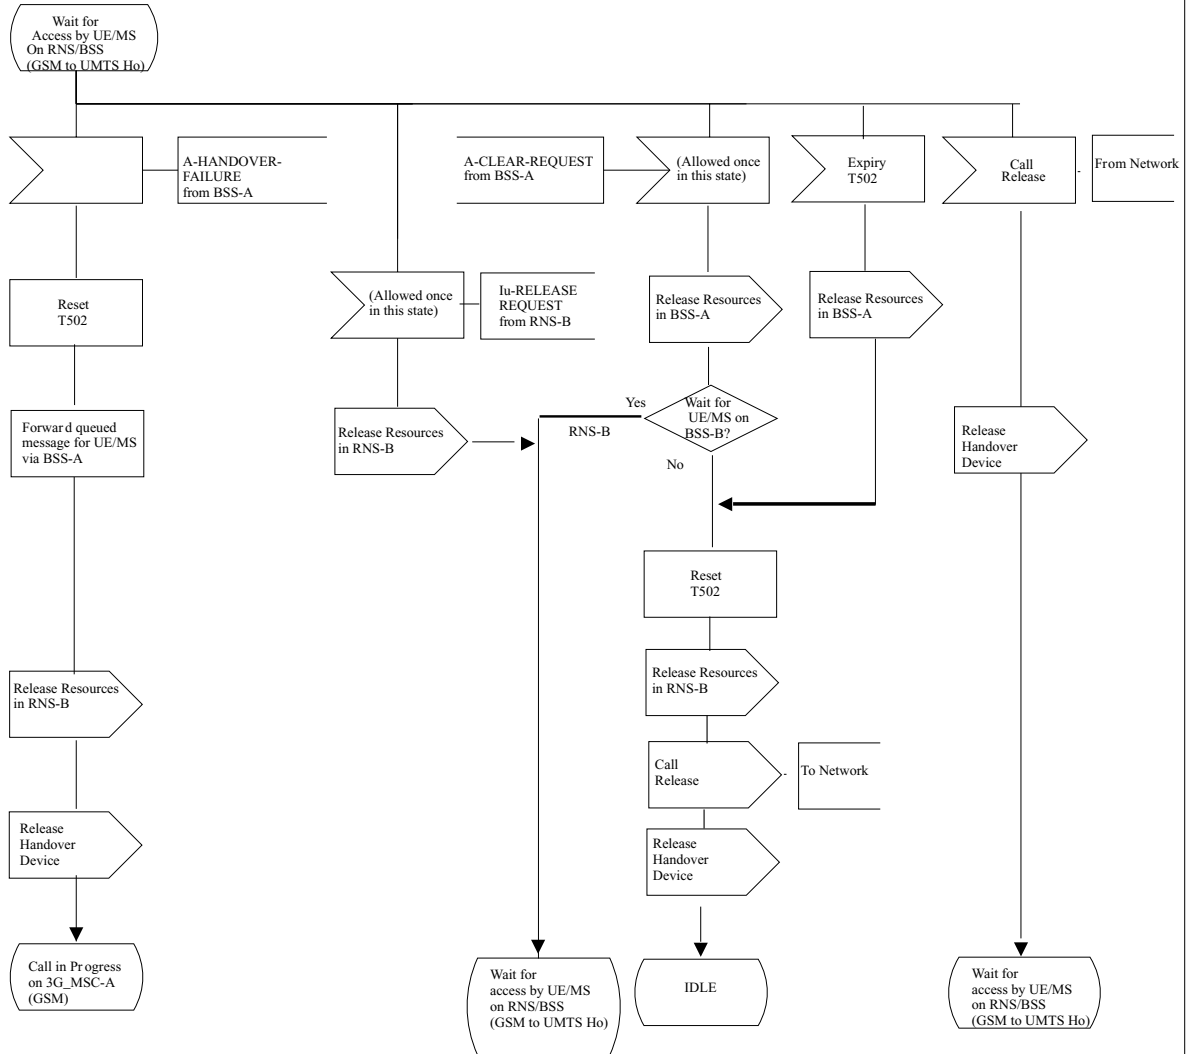 Wait for
Access by UE/MS
On RNS/BSS
(GSM to UMTS Ho)
A-HANDOVER-
FAILURE
from BSS-A
A-CLEAR-REQUEST
from BSS-A
(Allowed once
in this state)
Expiry
T502
Call
Release
From Network
Reset
T502
(Allowed once
in this state)
Iu-RELEASE
REQUEST
from RNS-B
Release Resources
in BSS-A
Release Resources
in BSS-A
Forward queued
message for UE/MS
via BSS-A
Release Resources
in RNS-B
Yes
RNS-B
Wait for
UE/MS on
BSS-B?
No
Release
Handover
Device
Reset
T502
Release Resources
in RNS-B
Release Resources
in RNS-B
Call
Release
To Network
Release
Handover
Device
Release
Handover
Device
Call in Progress
on 3G_MSC-A
(GSM)
Wait for
access by UE/MS
on RNS/BSS
(GSM to UMTS Ho)
IDLE
Wait for
access by UE/MS
on RNS/BSS
(GSM to UMTS Ho)